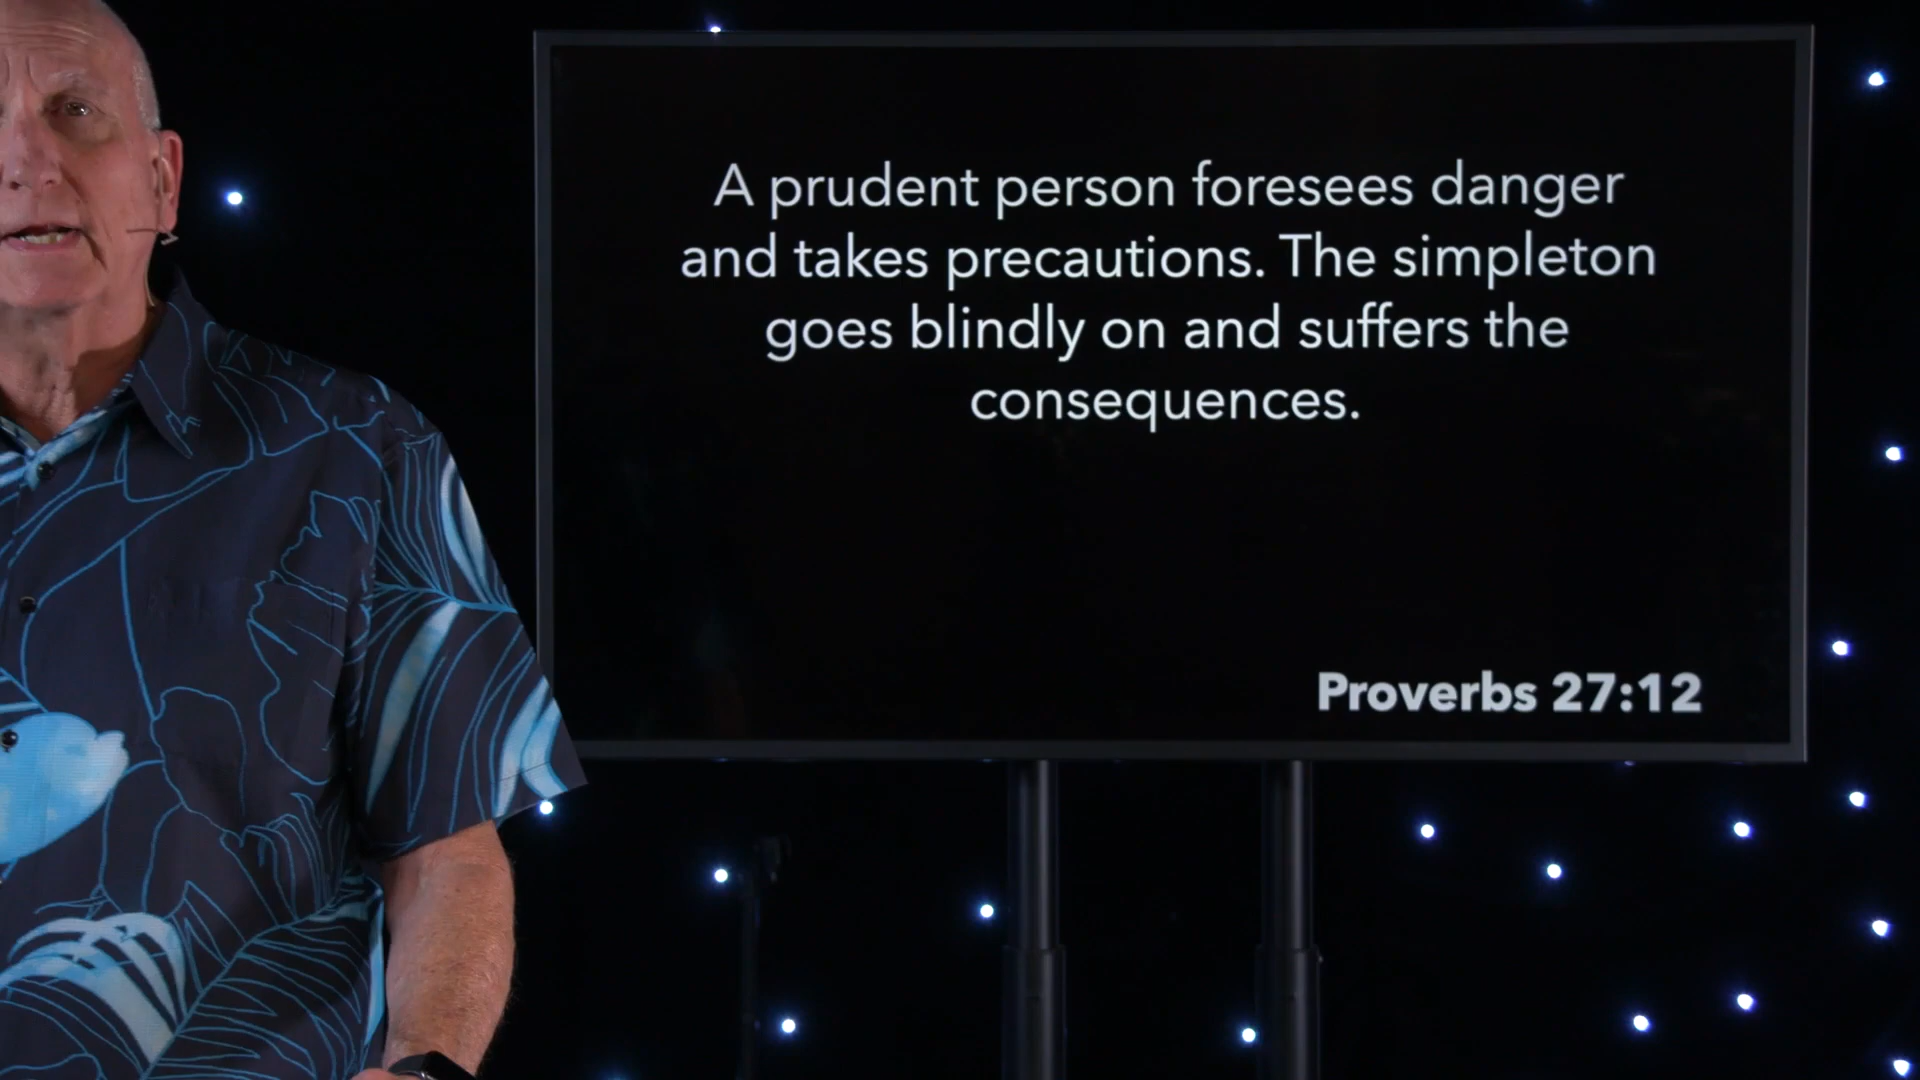 A prudent person foresees danger
and takes precautions. The simpleton
goes blindly on and suffers the
consequences.
Proverbs 27:12